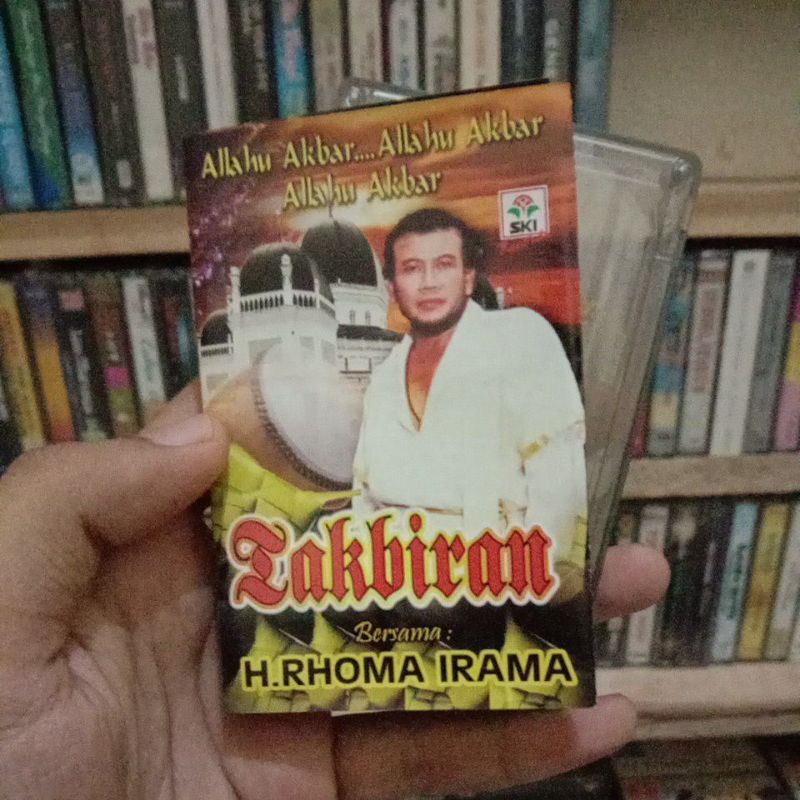 Allahu Akbar....Allahu Akbar
Allahu Akbar
SKI
Takbiran
Bersama :
H.RHOMA IRAMA